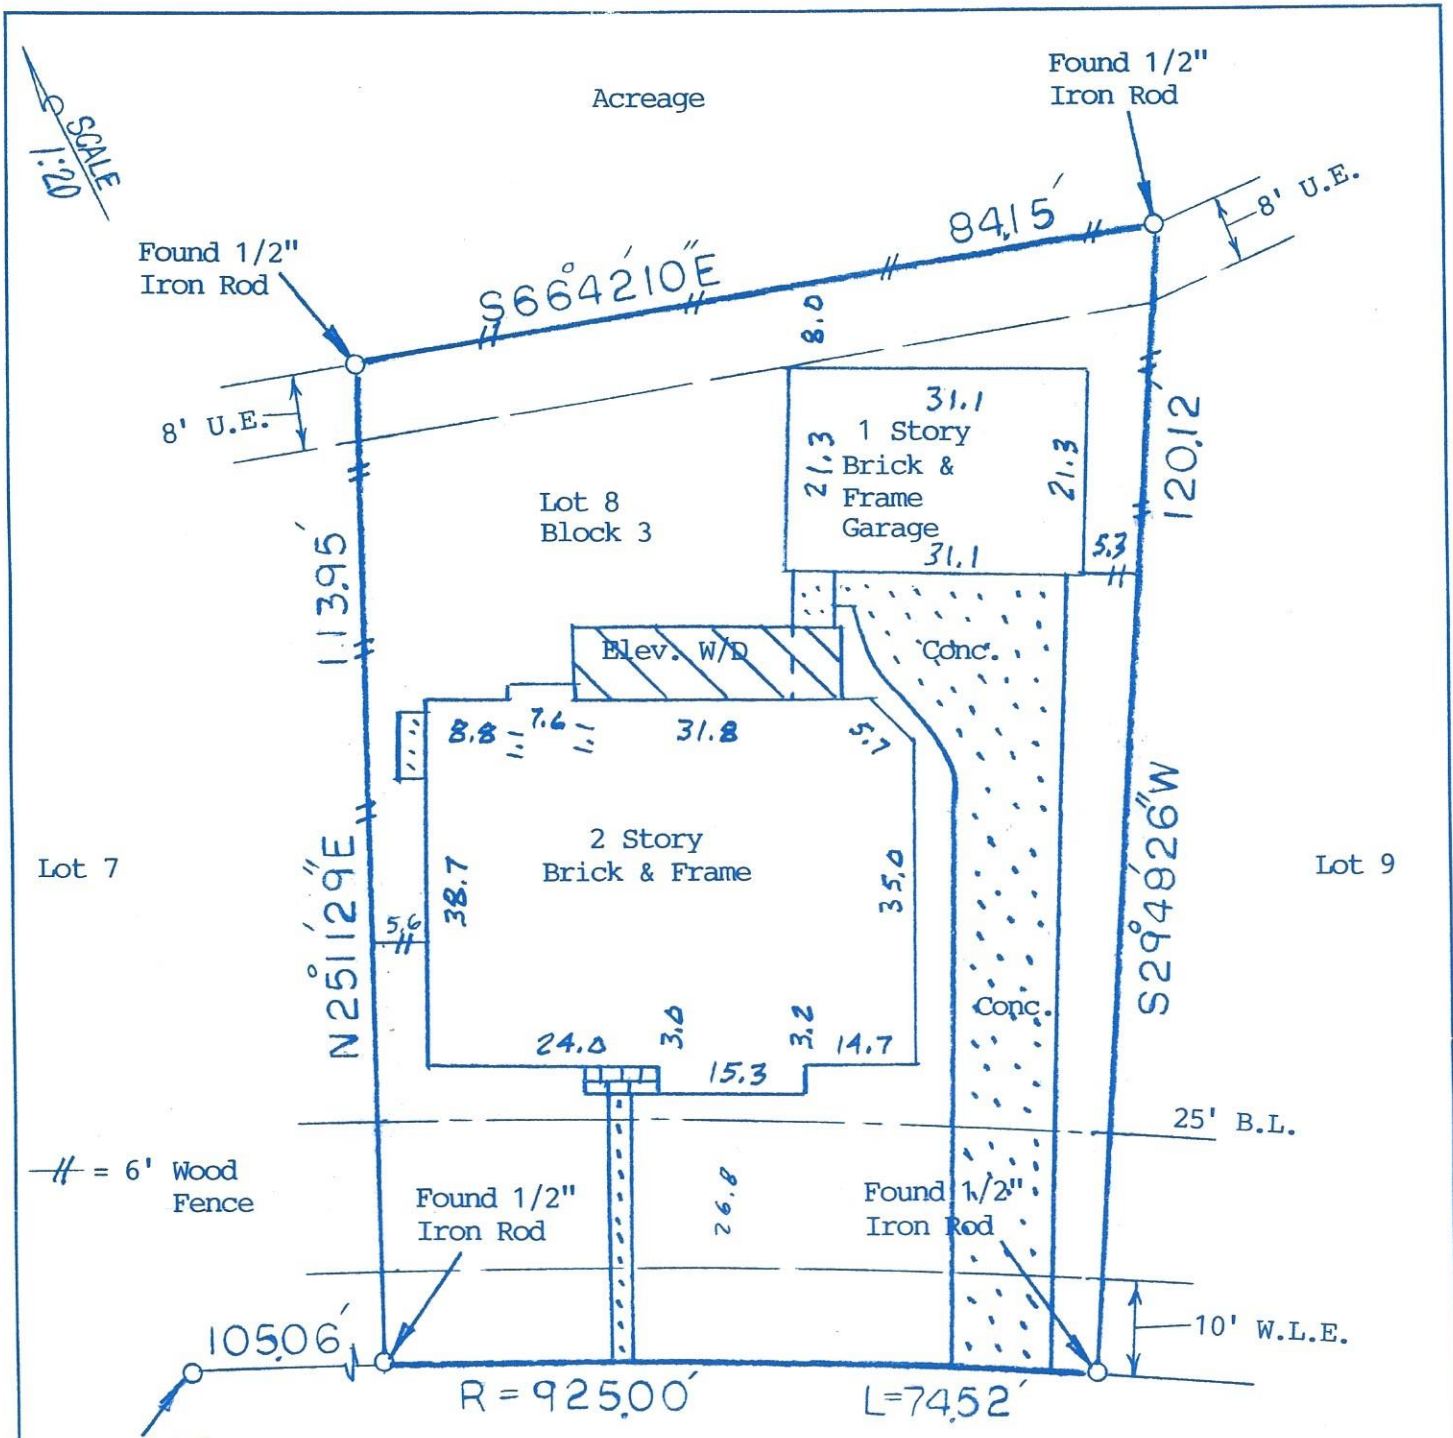 SCALE
1:20
Acreage
Found 1/2"
Iron Rod
8' U.E.
84.15'
S66°42'10"E
Found 1/2"
Iron Rod
8' U.E.
8.0
31.1
21.3
1 Story
Brick &
Frame
Garage
21.3
31.1
5.3
120.12'
Lot 8
Block 3
113.95'
Elev. W/D
Conc.
8.8
7.6
31.8
5.7
2 Story
Brick & Frame
Lot 7
38.7
35.0
5.6
N25°11'29"E
S29°48'26"W
Lot 9
Conc.
24.0
3.0
15.3
3.2
14.7
25' B.L.
# = 6' Wood
Fence
Found 1/2"
Iron Rod
26.8
Found 1/2"
Iron Rod
10' W.L.E.
105.06'
R = 925.00'
L=74.52'